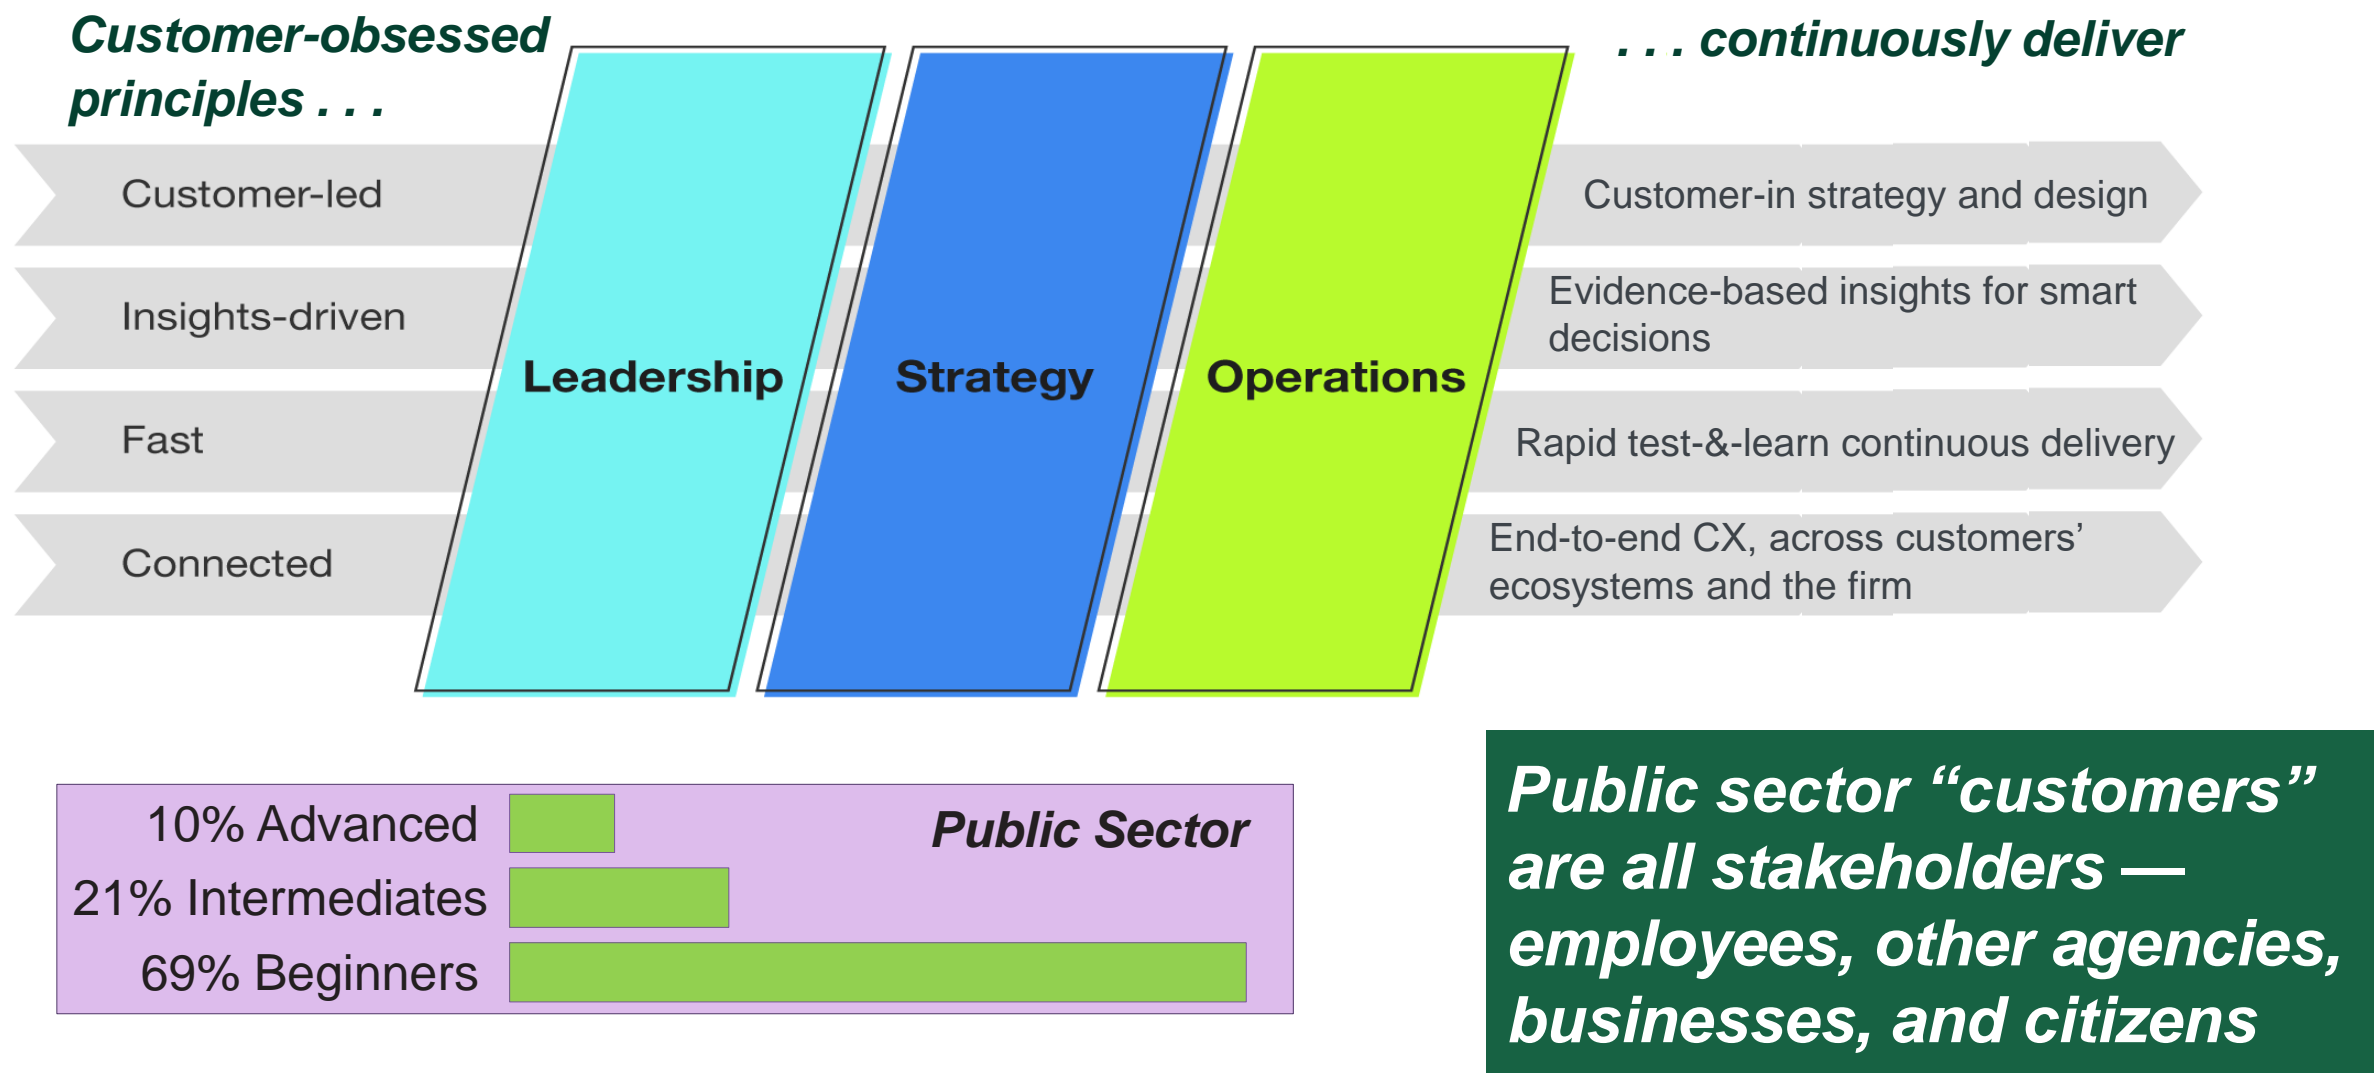 Customer-obsessed
principles . . .
. . . continuously deliver
Customer-led
Customer-in strategy and design
Insights-driven
Evidence-based insights for smart
decisions
Leadership
Strategy
Operations
Fast
Rapid test-&-learn continuous delivery
Connected
End-to-end CX, across customers’
ecosystems and the firm
10% Advanced
Public Sector
21% Intermediates
69% Beginners
Public sector “customers”
are all stakeholders —
employees, other agencies,
businesses, and citizens